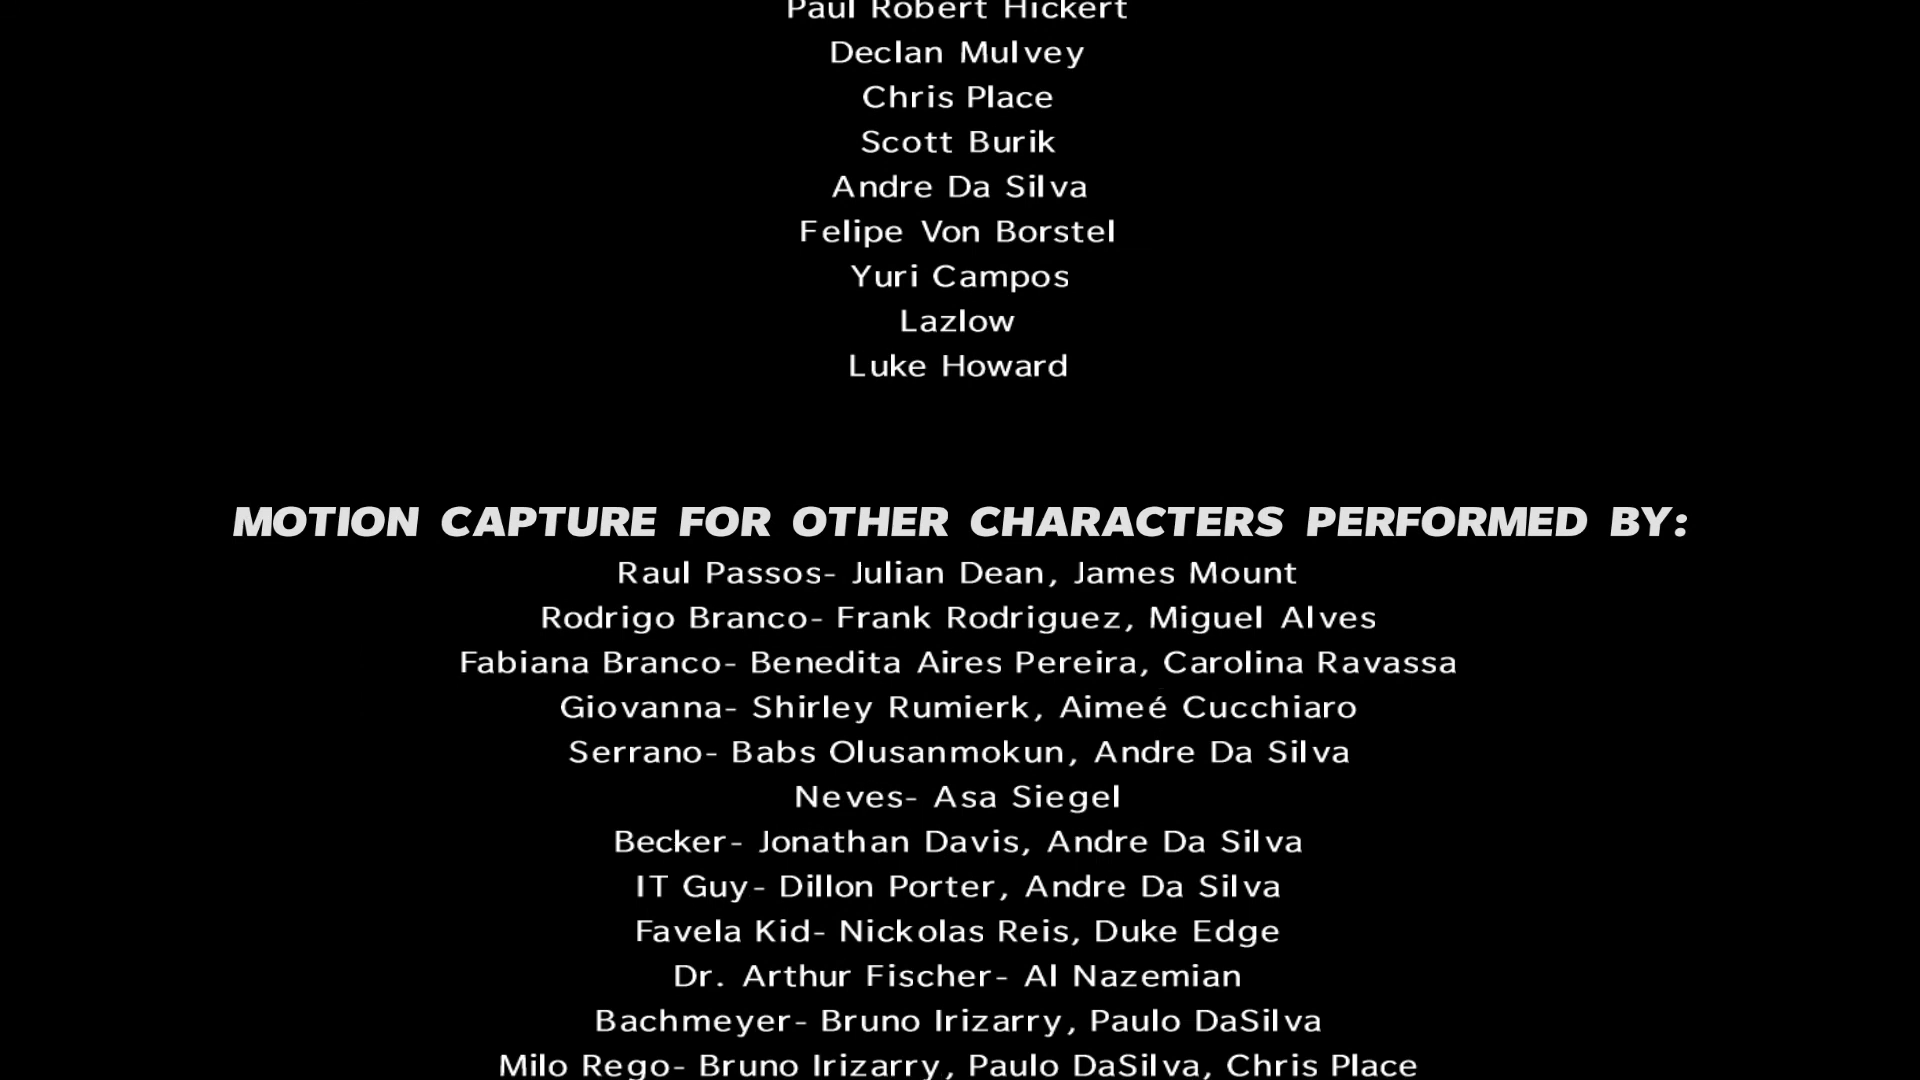 Paul Robert Hickert
Declan Mulvey
Chris Place
Scott Burik
Andre Da Silva
Felipe Von Borstel
Yuri Campos
Lazlow
Luke Howard
MOTION CAPTURE FOR OTHER CHARACTERS PERFORMED BY:
Raul Passos- Julian Dean, James Mount
Rodrigo Branco- Frank Rodriguez, Miguel Alves
Fabiana Branco- Benedita Aires Pereira, Carolina Ravassa
Giovanna- Shirley Rumierk, Aimeé Cucchiaro
Serrano- Babs Olusanmokun, Andre Da Silva
Neves- Asa Siegel
Becker- Jonathan Davis, Andre Da Silva
IT Guy- Dillon Porter, Andre Da Silva
Favela Kid- Nickolas Reis, Duke Edge
Dr. Arthur Fischer- Al Nazemian
Bachmeyer- Bruno Irizarry, Paulo DaSilva
Milo Rego- Bruno Irizarry, Paulo DaSilva, Chris Place